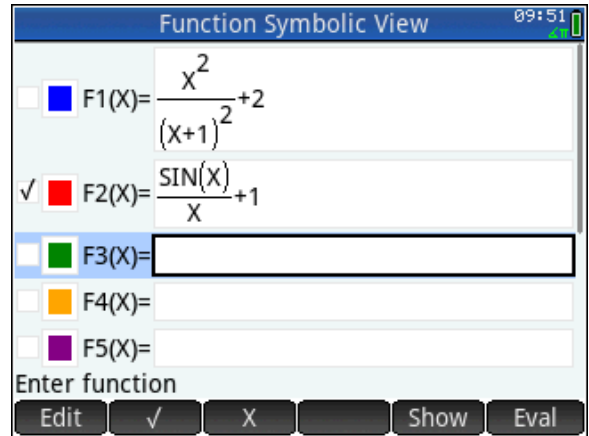 Function Symbolic View 09:51
∡π
F1(X)= X^2/(X+1)^2+2
√ F2(X)= SIN(X)/X+1
F3(X)=
F4(X)=
F5(X)=
Enter function
Edit √ X Show Eval